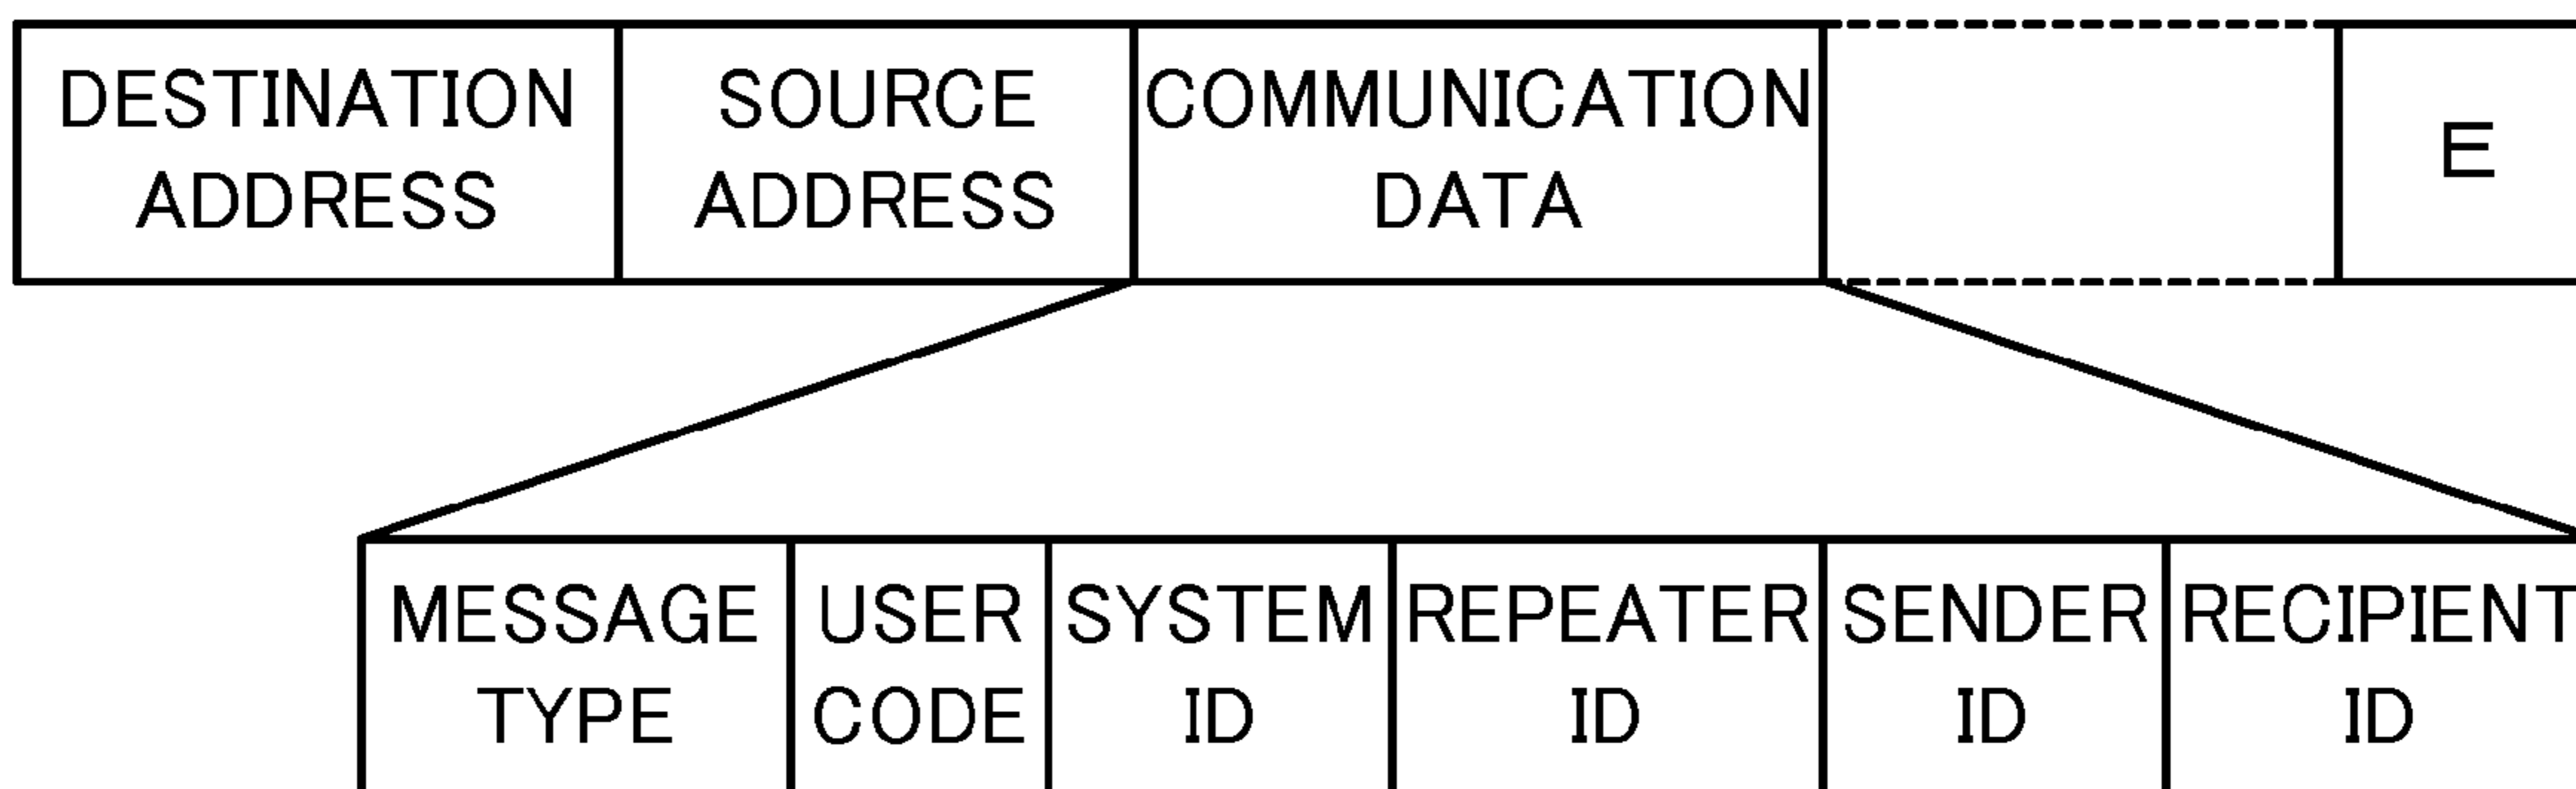 DESTINATION
ADDRESS
SOURCE
ADDRESS
COMMUNICATION
DATA
E
MESSAGE
TYPE
USER
CODE
SYSTEM
ID
REPEATER
ID
SENDER
ID
RECIPIENT
ID